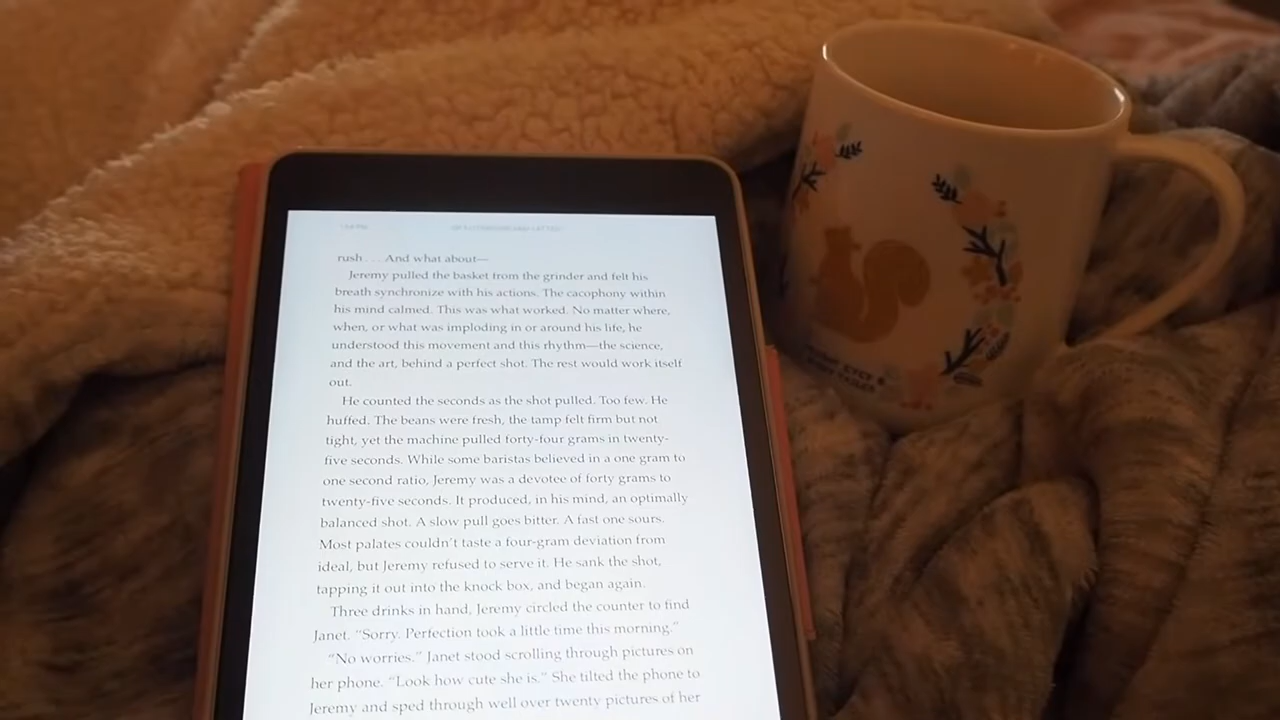 rush . . . And what about—
Jeremy pulled the basket from the grinder and felt his
breath synchronize with his actions. The cacophony within
his mind calmed. This was what worked. No matter where,
when, or what was imploding in or around his life, he
understood this movement and this rhythm—the science,
and the art, behind a perfect shot. The rest would work itself
out.
He counted the seconds as the shot pulled. Too few. He
huffed. The beans were fresh, the tamp felt firm but not
tight, yet the machine pulled forty-four grams in twenty-
five seconds. While some baristas believed in a one gram to
one second ratio, Jeremy was a devotee of forty grams to
twenty-five seconds. It produced, in his mind, an optimally
balanced shot. A slow pull goes bitter. A fast one sours.
Most palates couldn't taste a four-gram deviation from
ideal, but Jeremy refused to serve it. He sank the shot,
tapping it out into the knock box, and began again.
Three drinks in hand, Jeremy circled the counter to find
Janet. “Sorry. Perfection took a little time this morning.”
“No worries.” Janet stood scrolling through pictures on
her phone. “Look how cute she is.” She tilted the phone to
Jeremy and sped through well over twenty pictures of her